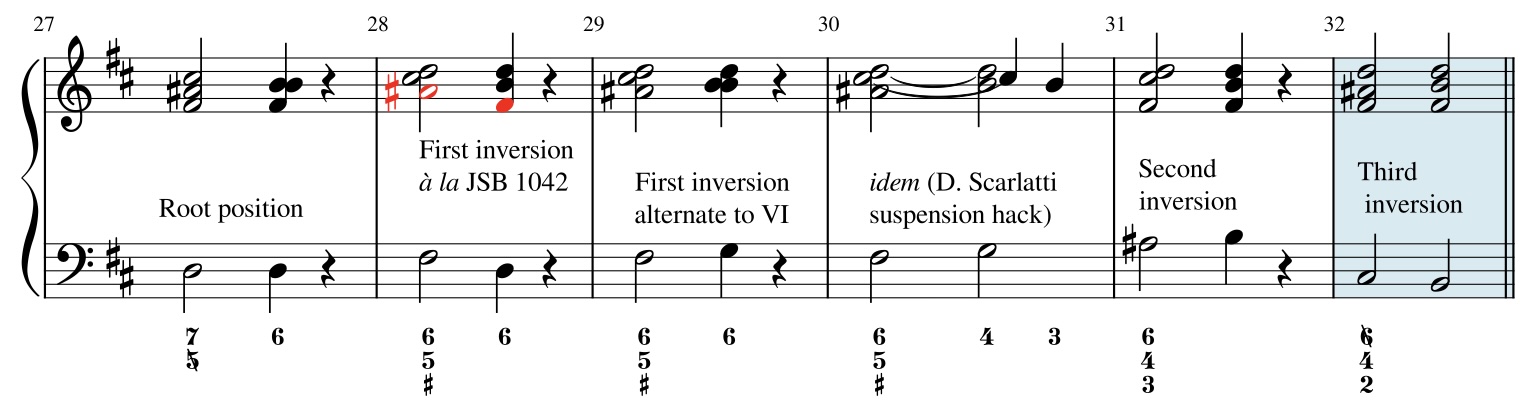 27 28 29 30 31 32
First inversion
à la JSB 1042
Root position
First inversion
alternate to VI
idem (D. Scarlatti
suspension hack)
Second
inversion
Third
inversion
7 6 6 6 6 6 6 4 3 6 6
5 5 5 5 4 4
♯ ♯ ♯ 3 2